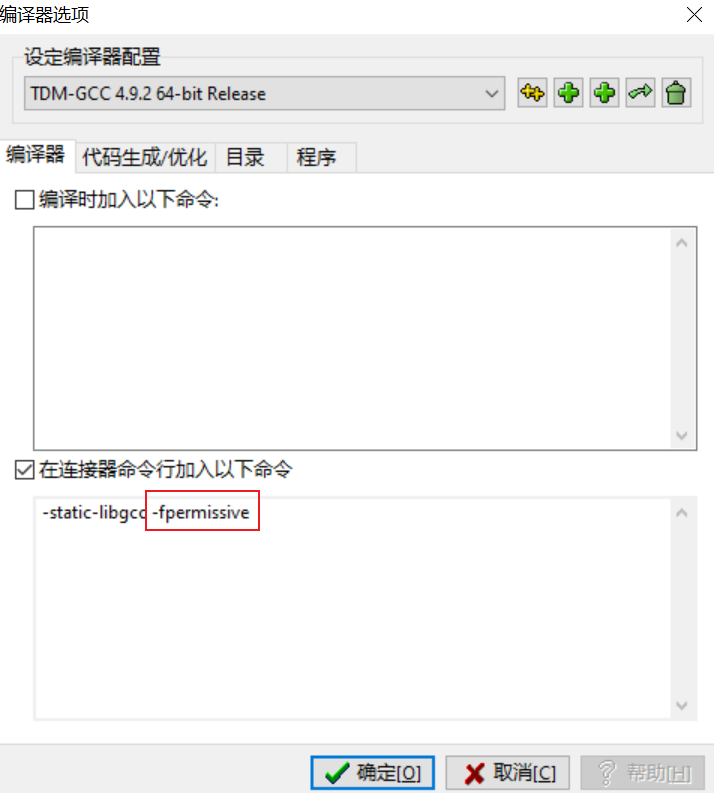 编译器选项
设定编译器配置
TDM-GCC 4.9.2 64-bit Release
编译器 代码生成/优化 目录 程序
编译时加入以下命令:
在连接器命令行加入以下命令
-static-libgcc -fpermissive
确定[O] 取消[C] 帮助[H]